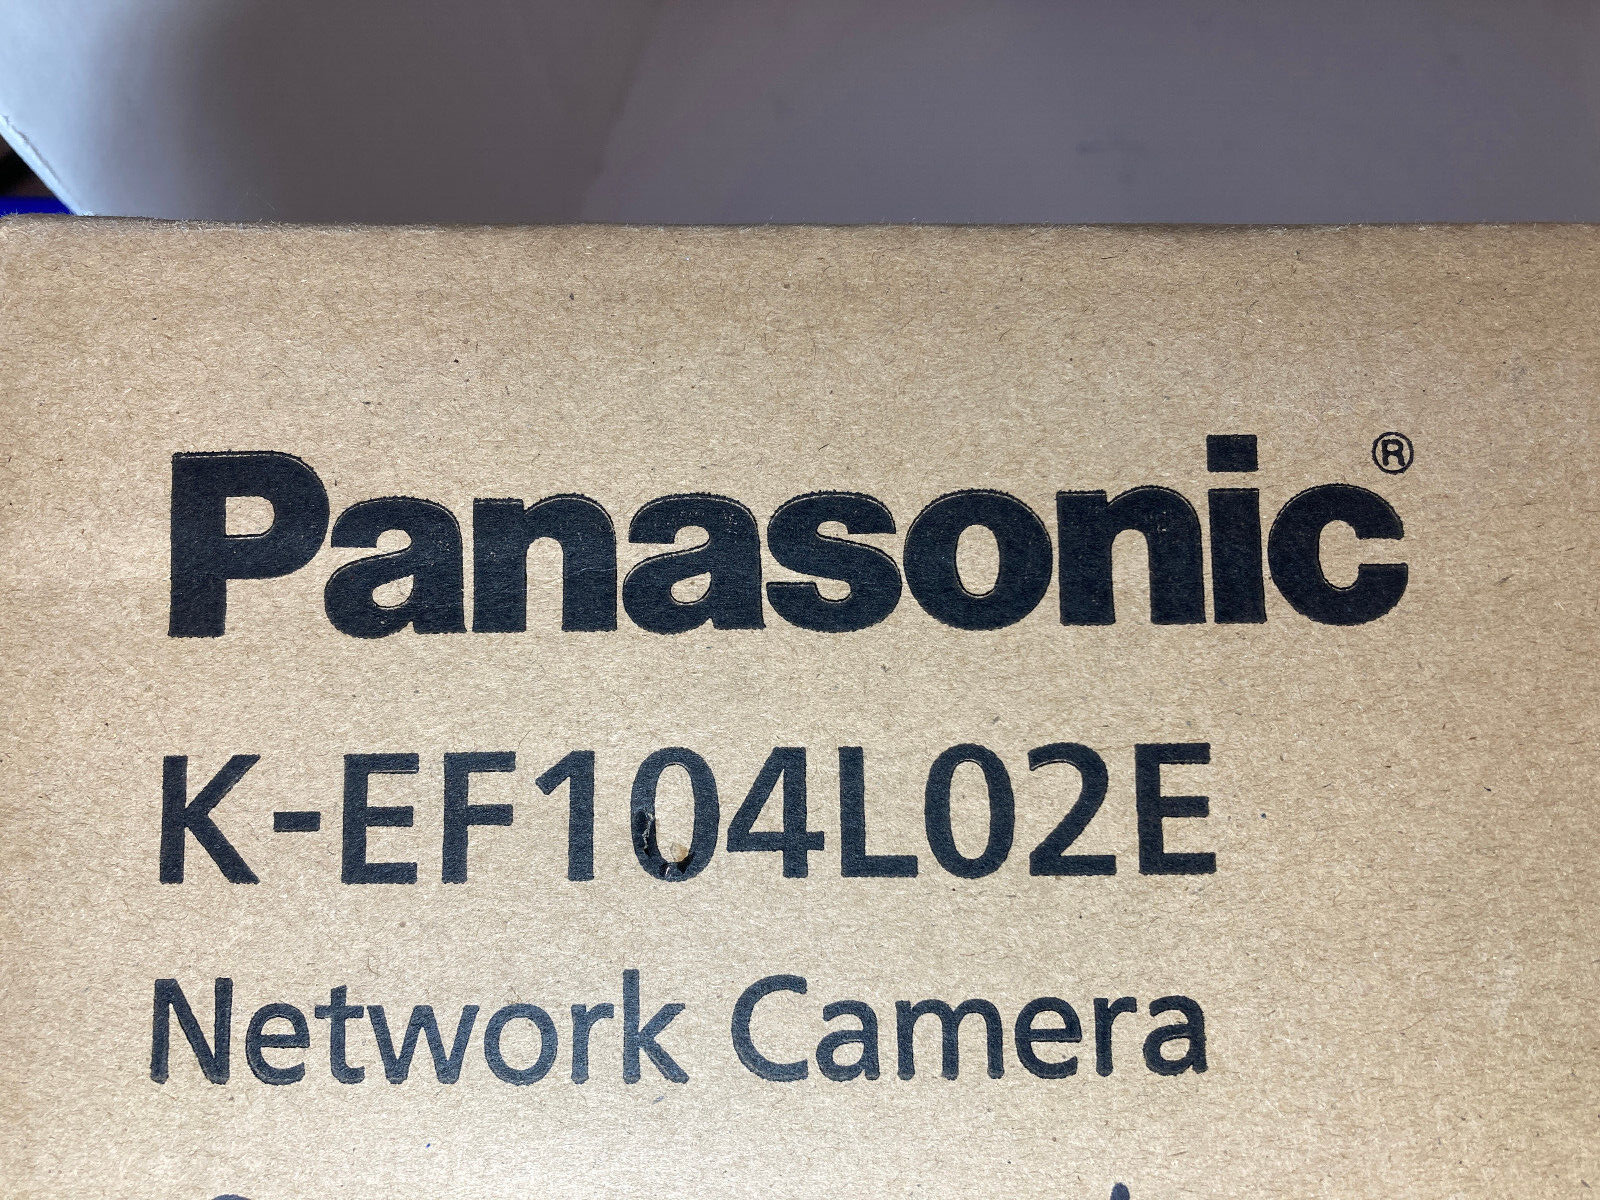 Panasonic®
K-EF104L02E
Network Camera